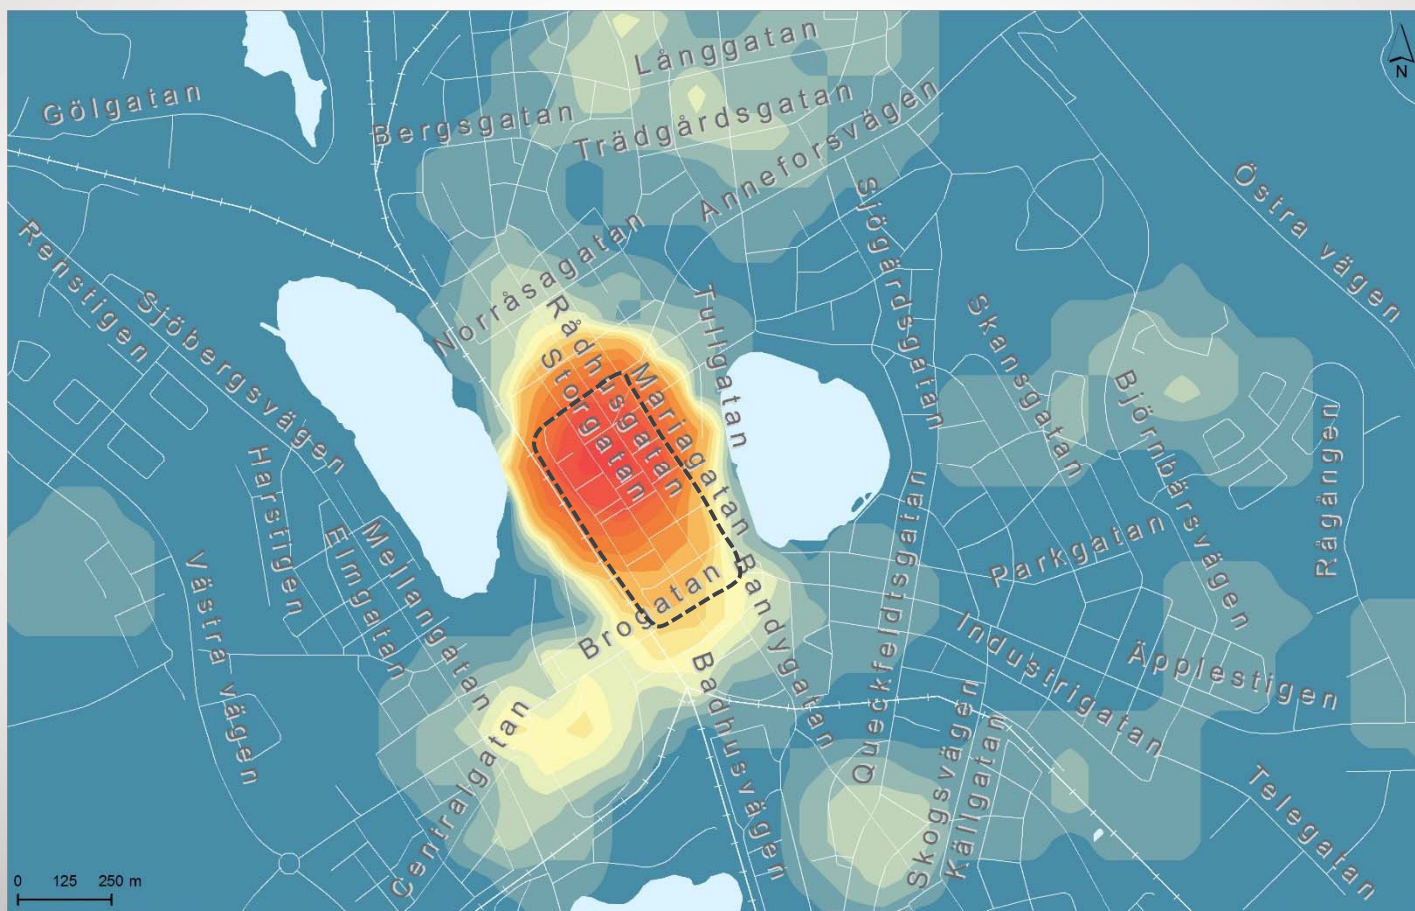 Långgatan
N
Gölgatan
Bergsgatan
Trädgårdsgatan
Anneforsvägen
Östra vägen
Renstigen
Sjöbergsvägen
Norråsagatan
Rådhusgatan
Storgatan
Mariagatan
Tullgatan
Sjögårdsgatan
Skansgatan
Björnbärsvägen
Rågången
Harstigen
Elmgatan
Mellangatan
Västra vägen
Brogatan
Bandygatan
Badhusvägen
Queckfeldtsgatan
Parkgatan
Industrigatan
Äpplestigen
Centralgatan
Skogsvägen
Källgatan
Telegatan
0 125 250 m